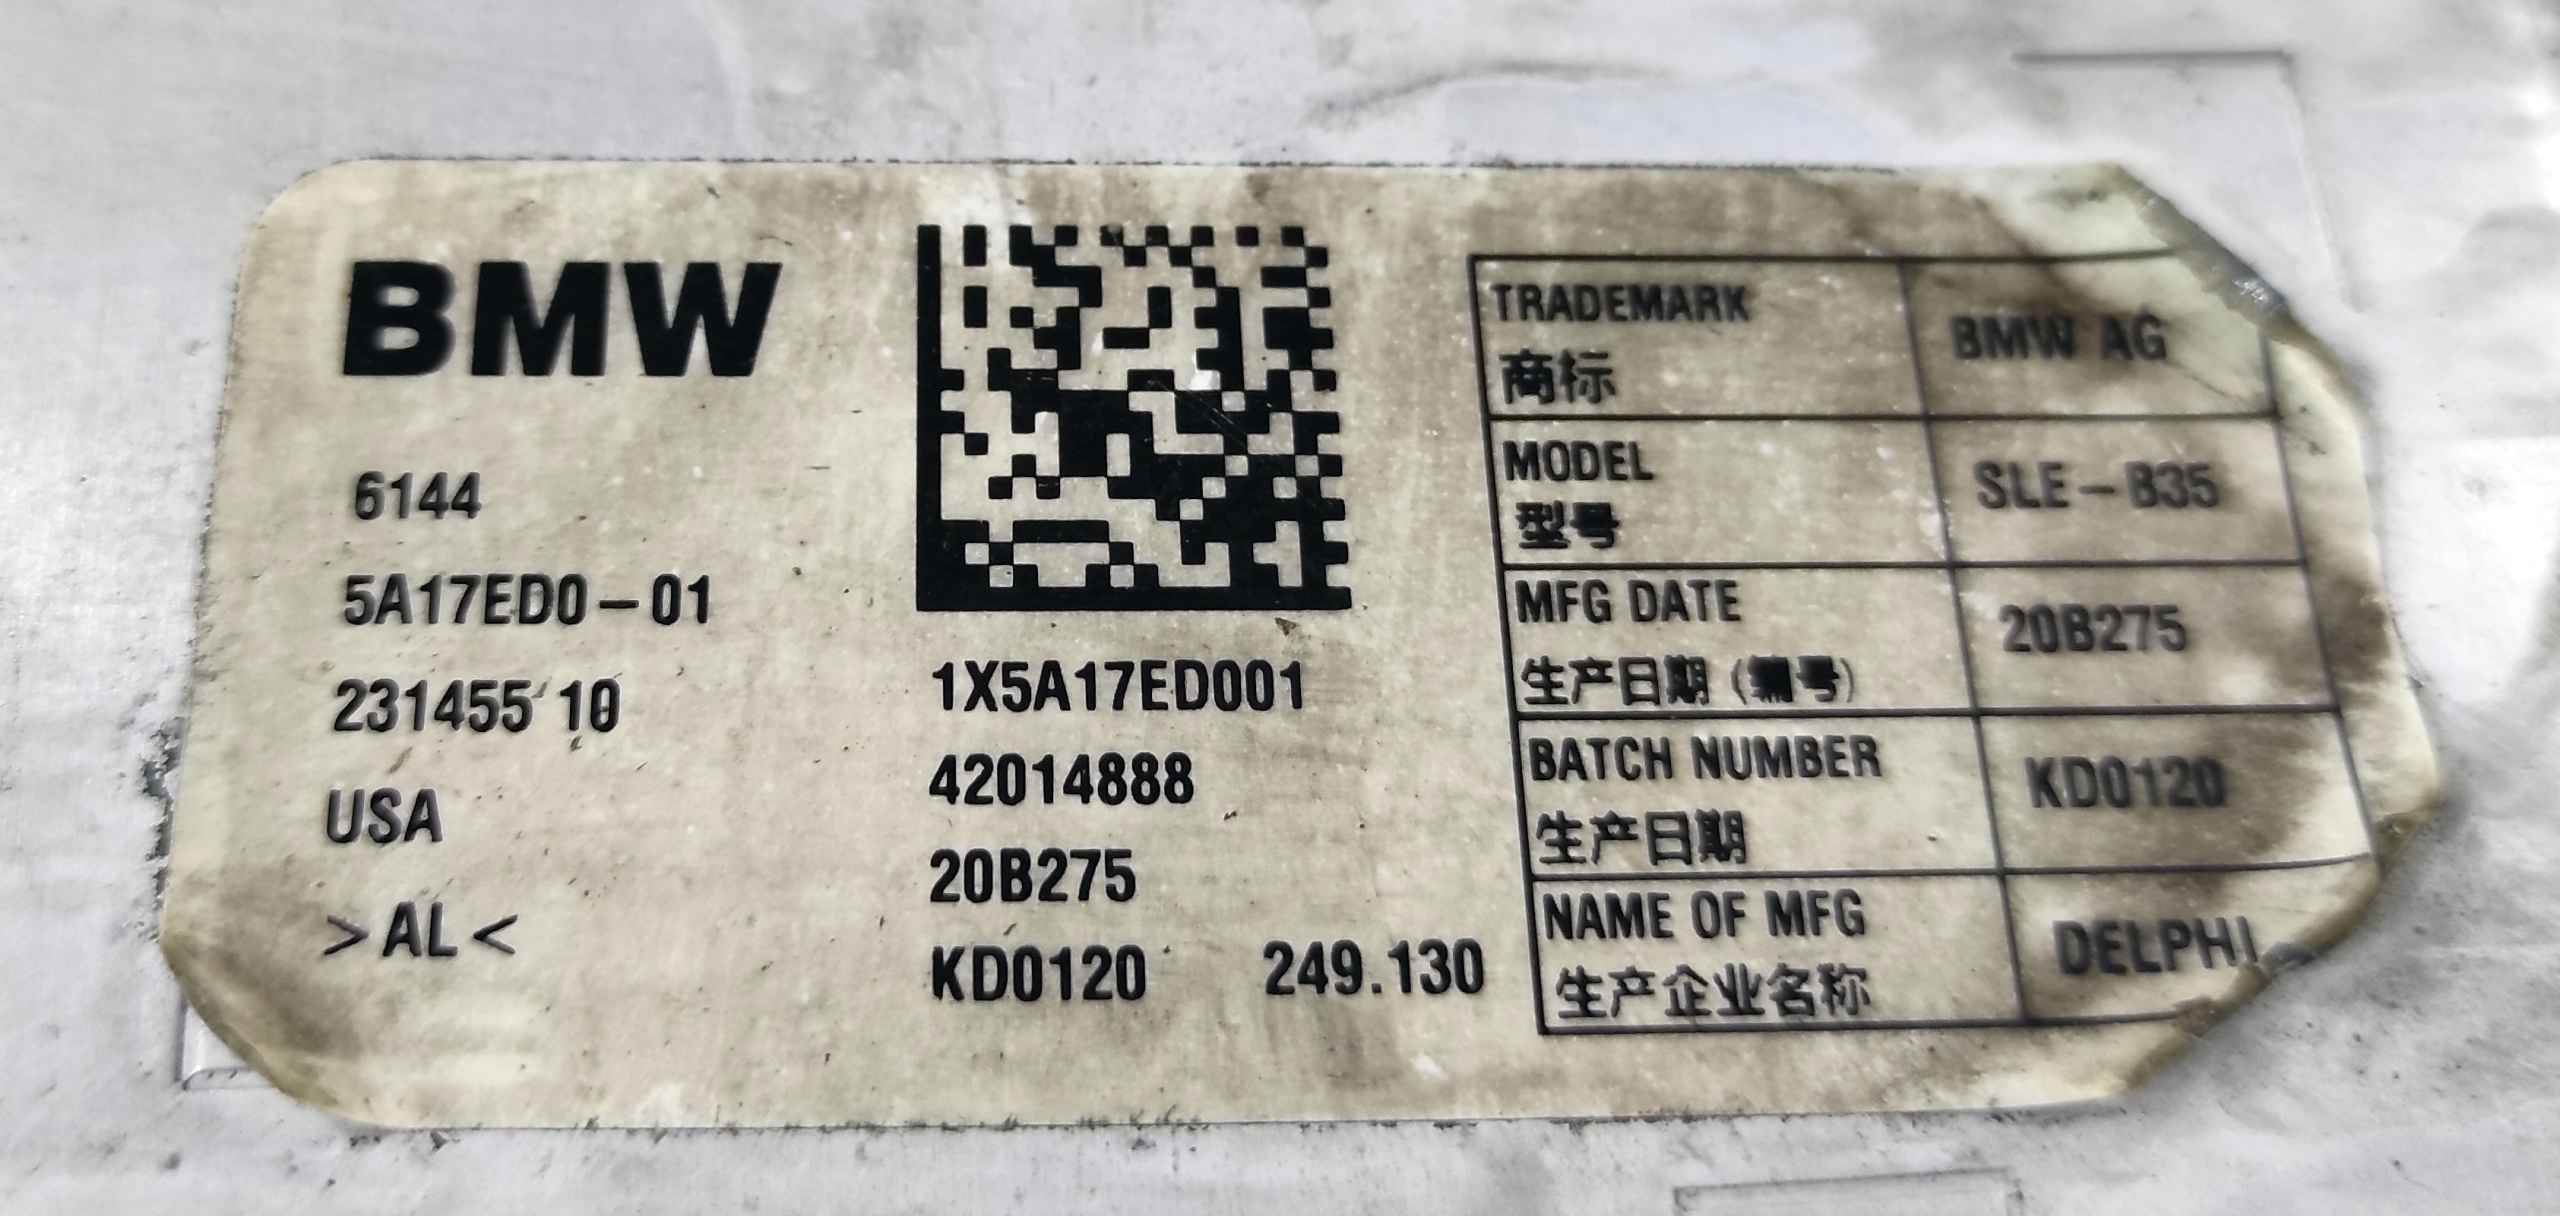 BMW
6144
5A17ED0-01
231455 10
USA
>AL<
1X5A17ED001
42014888
20B275
KD0120 249.130
TRADEMARK
商标
BMW AG
MODEL
型号
SLE-B35
MFG DATE
生产日期 (编号)
20B275
BATCH NUMBER
生产日期
KD0120
NAME OF MFG
生产企业名称
DELPHI